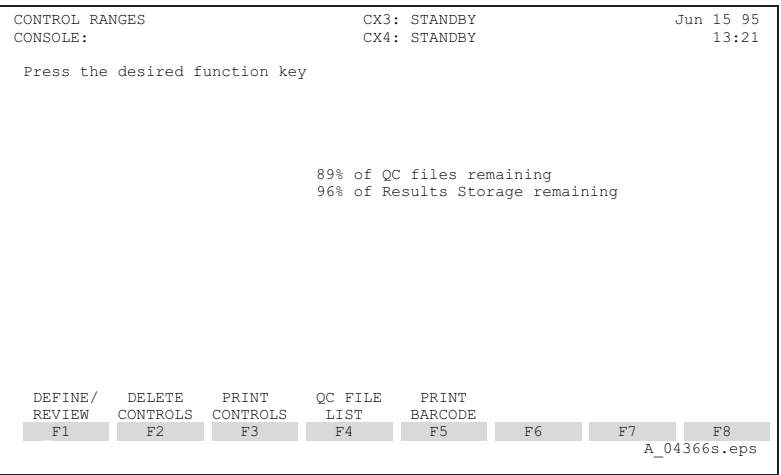 CONTROL RANGES CX3: STANDBY Jun 15 95
CONSOLE: CX4: STANDBY 13:21
Press the desired function key
89% of QC files remaining
96% of Results Storage remaining
DEFINE/ DELETE PRINT QC FILE PRINT
REVIEW CONTROLS CONTROLS LIST BARCODE
F1 F2 F3 F4 F5 F6 F7 F8
A_04366s.eps